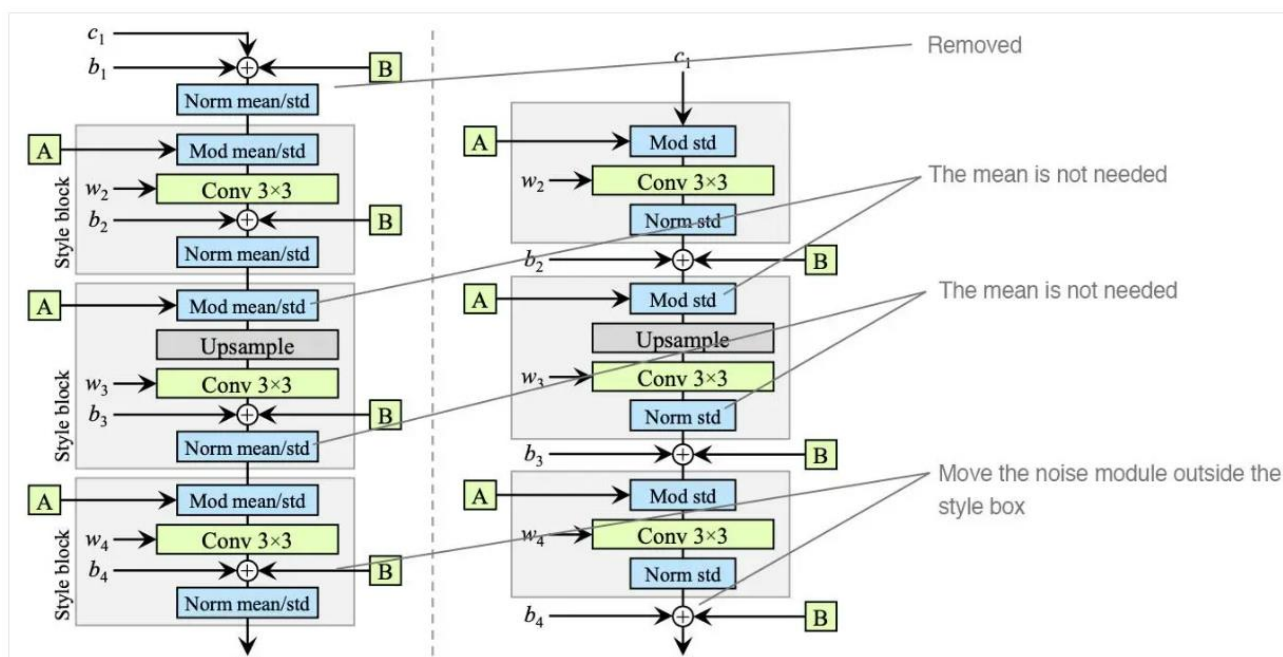 c1
b1
B
Norm mean/std
A
Mod mean/std
w2
Conv 3×3
b2
B
Norm mean/std
Style block
A
Mod mean/std
Upsample
w3
Conv 3×3
b3
B
Norm mean/std
Style block
A
Mod mean/std
w4
Conv 3×3
b4
B
Norm mean/std
Style block
c1
A
Mod std
w2
Conv 3×3
Norm std
b2
B
A
Mod std
Upsample
w3
Conv 3×3
Norm std
b3
B
A
Mod std
w4
Conv 3×3
Norm std
b4
B
Removed
The mean is not needed
The mean is not needed
Move the noise module outside the
style box